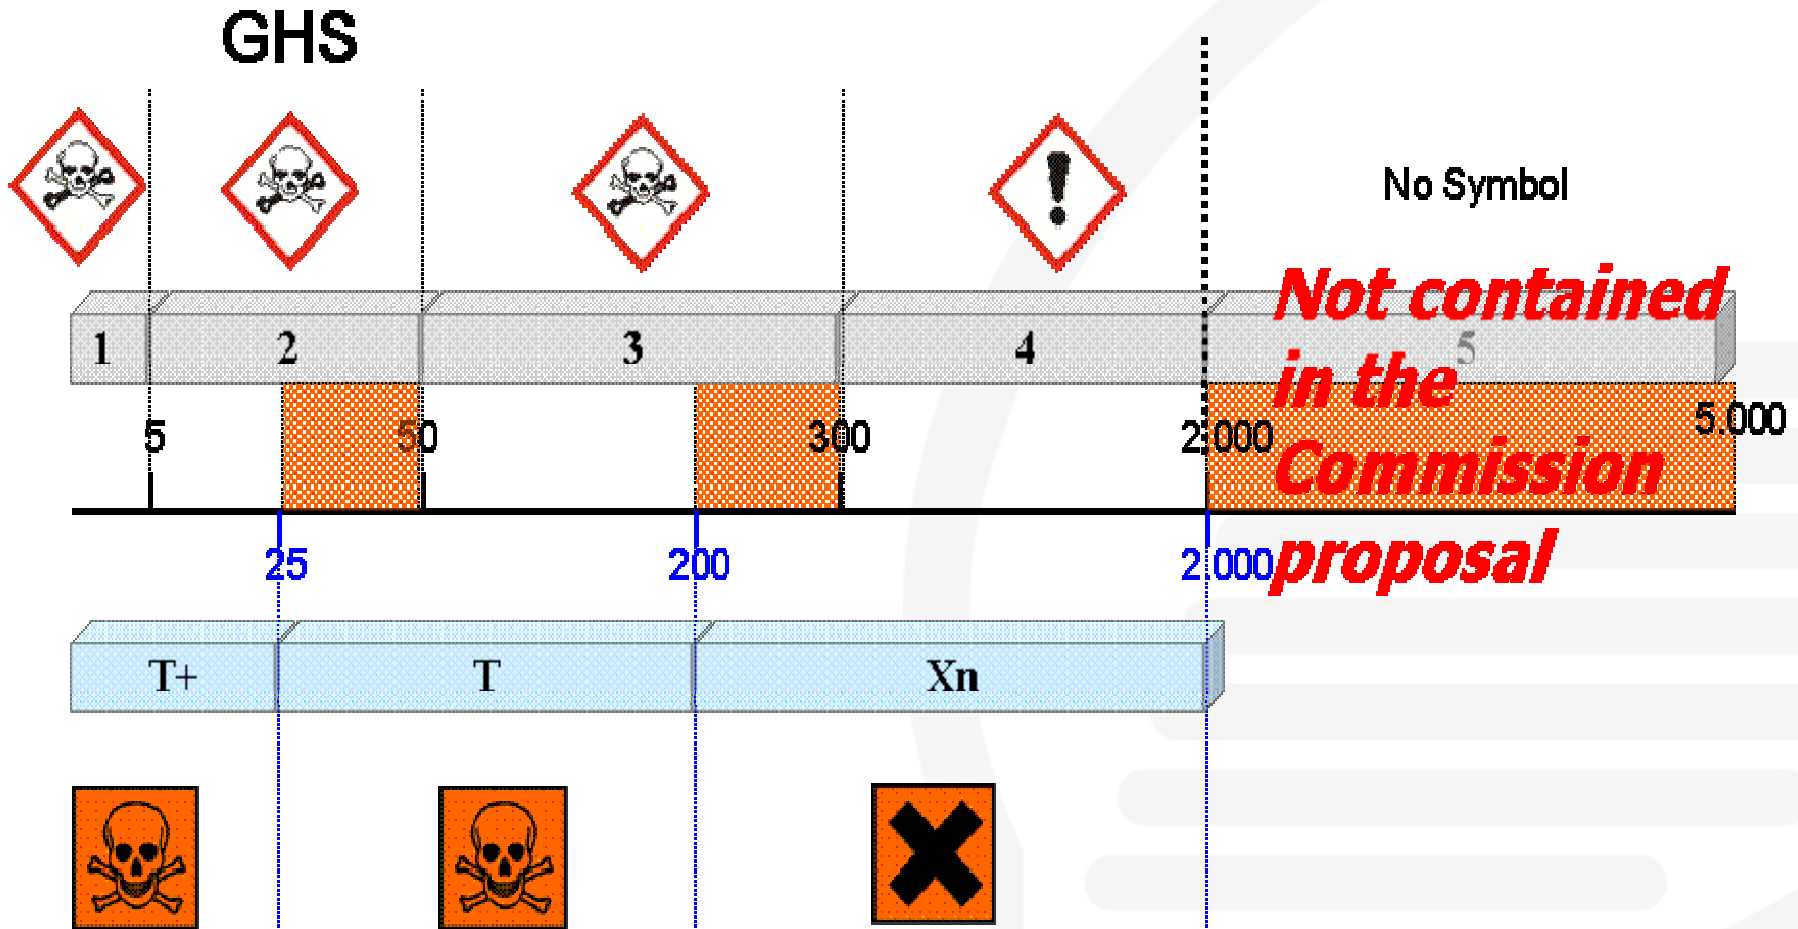 GHS
No Symbol
Not contained
in the
Commission
proposal
1 2 3 4 5
5 50 300 2.000 5.000
25 200 2.000
T+ T Xn